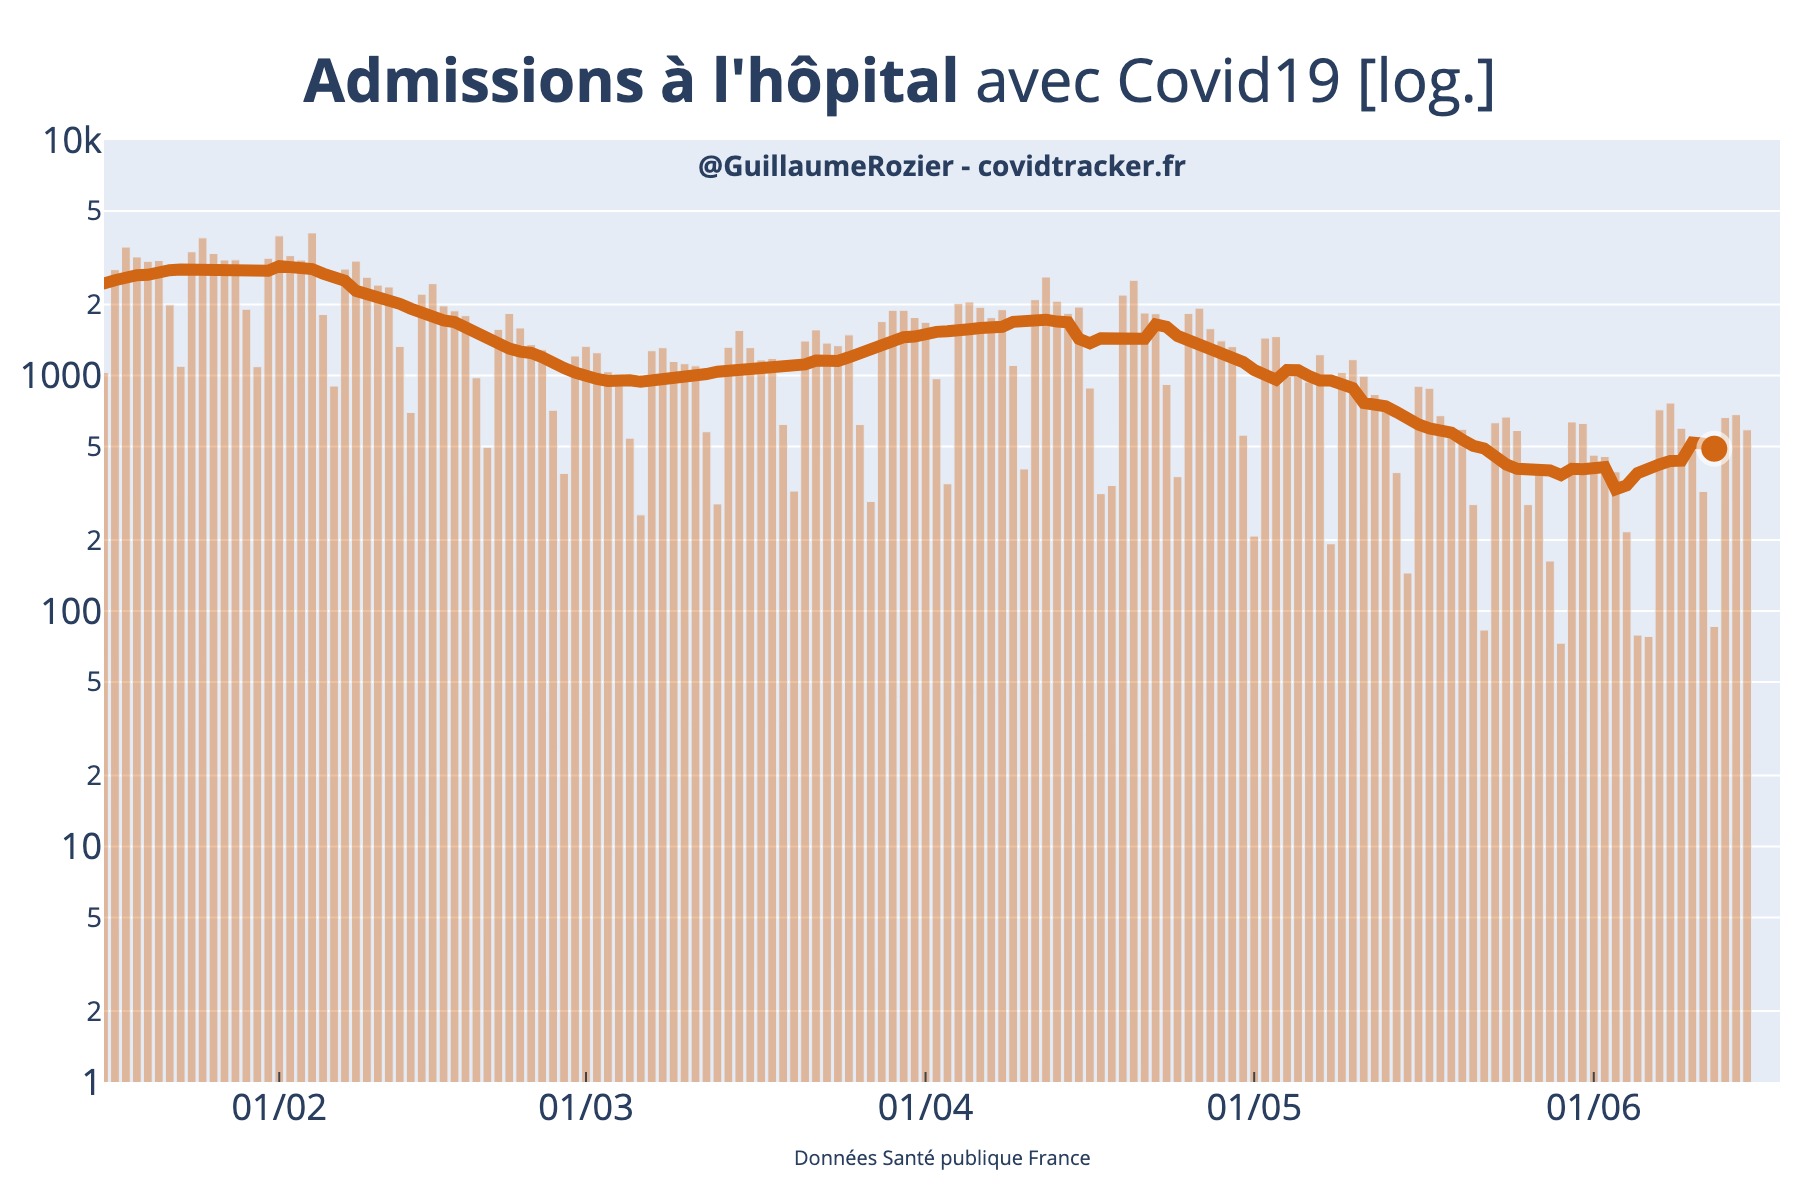 Admissions à l'hôpital avec Covid19 [log.]
@GuillaumeRozier - covidtracker.fr
10k
5
2
1000
5
2
100
5
2
10
5
2
1
01/02 01/03 01/04 01/05 01/06
Données Santé publique France